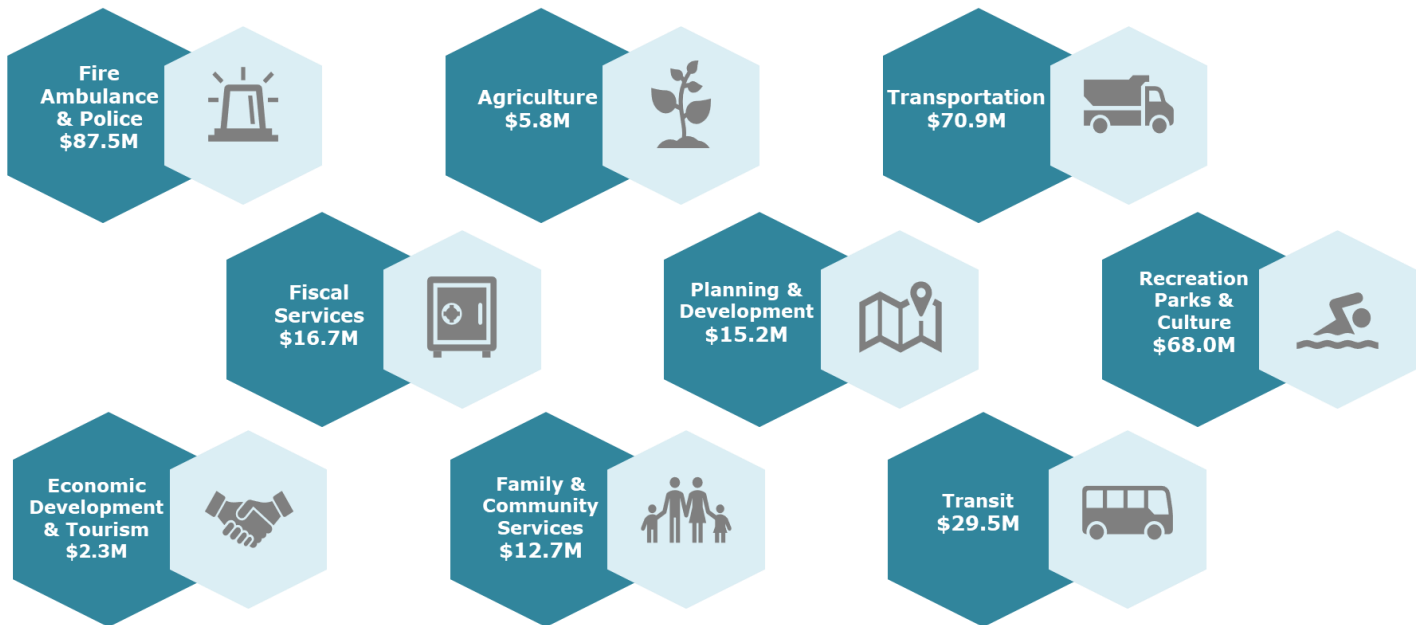 Fire
Ambulance
& Police
$87.5M
Agriculture
$5.8M
Transportation
$70.9M
Fiscal
Services
$16.7M
Planning &
Development
$15.2M
Recreation
Parks &
Culture
$68.0M
Economic
Development
& Tourism
$2.3M
Family &
Community
Services
$12.7M
Transit
$29.5M